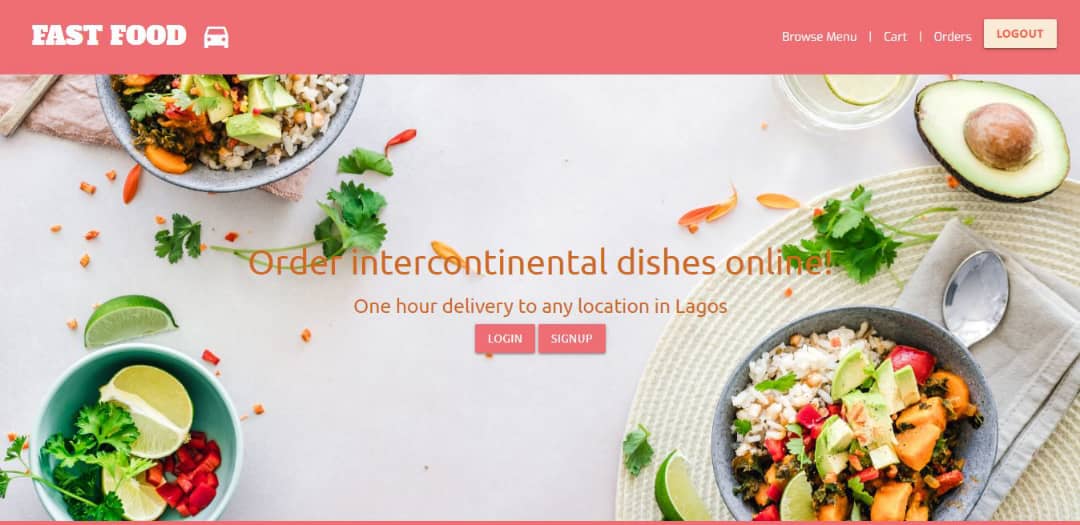 FAST FOOD
Browse Menu | Cart | Orders LOGOUT
Order intercontinental dishes online!
One hour delivery to any location in Lagos
LOGIN SIGNUP